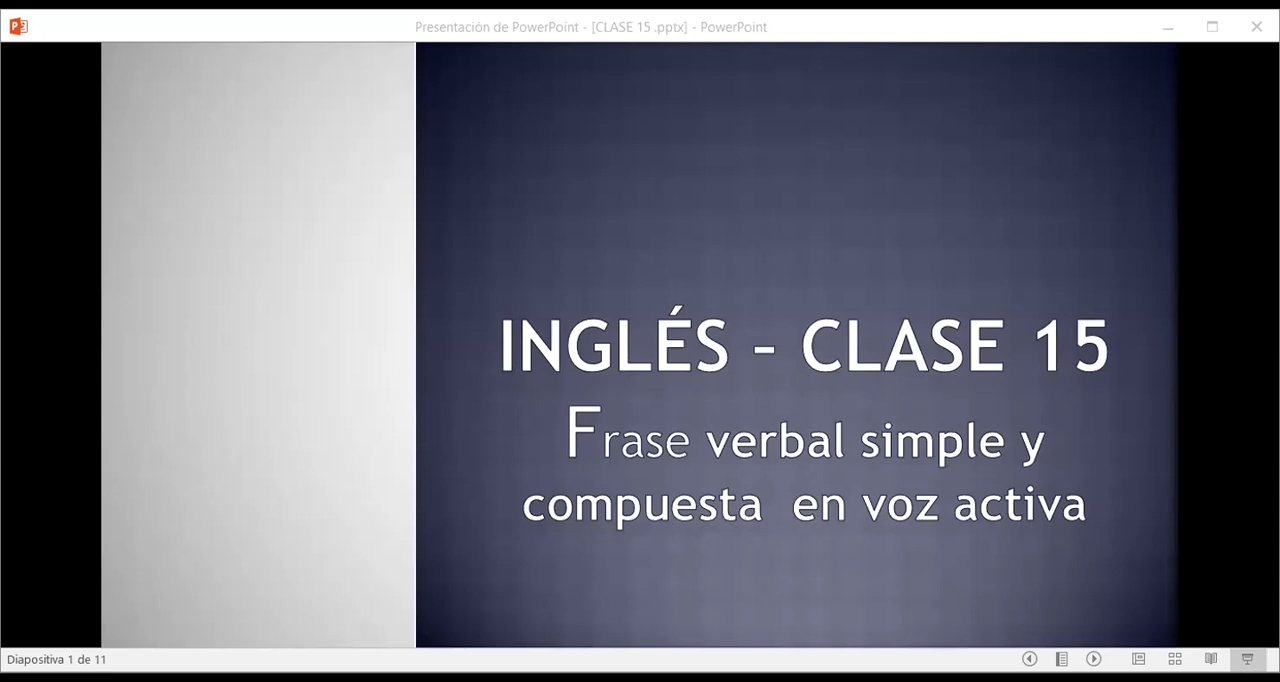 Presentación de PowerPoint - [CLASE 15 .pptx] - PowerPoint
INGLÉS – CLASE 15
Frase verbal simple y
compuesta en voz activa
Diapositiva 1 de 11